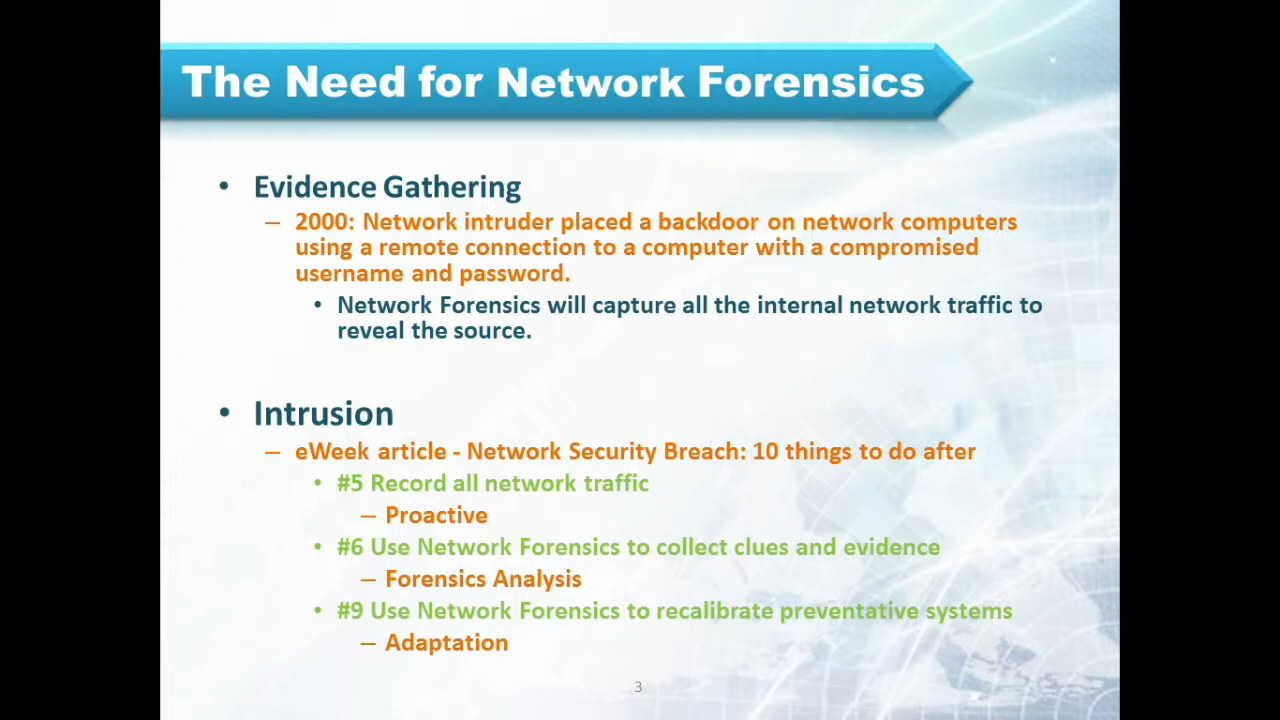 The Need for Network Forensics
• Evidence Gathering
– 2000: Network intruder placed a backdoor on network computers
using a remote connection to a computer with a compromised
username and password.
• Network Forensics will capture all the internal network traffic to
reveal the source.
• Intrusion
– eWeek article - Network Security Breach: 10 things to do after
• #5 Record all network traffic
– Proactive
• #6 Use Network Forensics to collect clues and evidence
– Forensics Analysis
• #9 Use Network Forensics to recalibrate preventative systems
– Adaptation
3